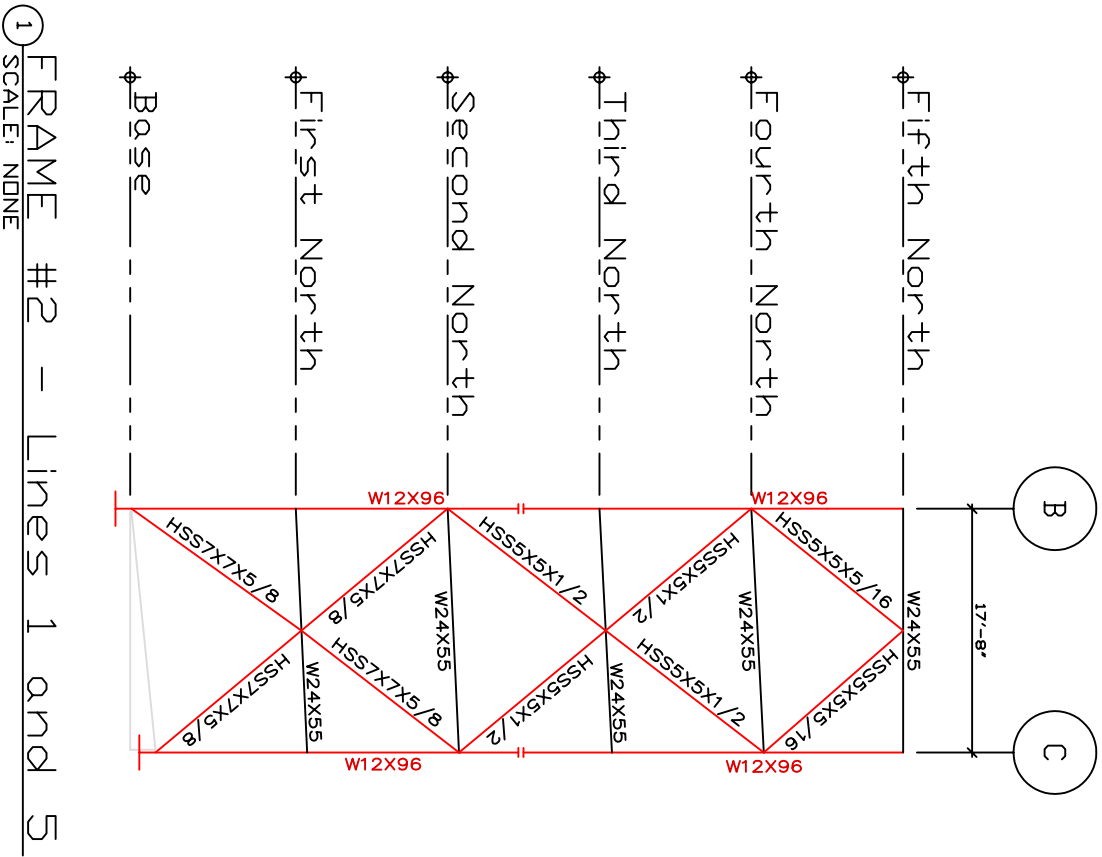 B
C
17'-8"
Fifth North
W24X55
HSS5X5X5/16
HSS5X5X5/16
Fourth North
W12X96
W12X96
W24X55
HSS5X5X1/2
HSS5X5X1/2
Third North
W24X55
HSS5X5X1/2
HSS5X5X1/2
Second North
W12X96
W12X96
W24X55
HSS7X7X5/8
HSS7X7X5/8
First North
W24X55
HSS7X7X5/8
HSS7X7X5/8
Base
1
FRAME #2 - Lines 1 and 5
SCALE: NONE